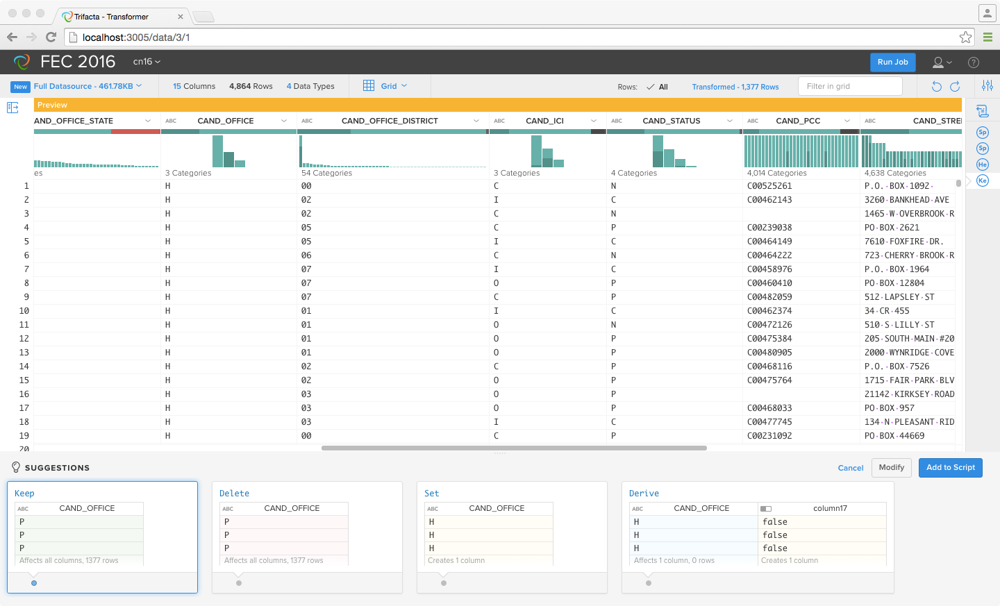 Trifacta - Transformer
localhost:3005/data/3/1
FEC 2016 cn16 Run Job ?
New Full Datasource - 461.78KB 15 Columns 4,864 Rows 4 Data Types Grid Rows: All Transformed - 1,377 Rows Filter in grid
Preview
AND_OFFICE_STATE ABC CAND_OFFICE ABC CAND_OFFICE_DISTRICT ABC CAND_ICI ABC CAND_STATUS ABC CAND_PCC ABC CAND_STREE
es 3 Categories 54 Categories 3 Categories 4 Categories 4,014 Categories 4,638 Categories
Sp
Sp
He
Ke
1 H 00 C N C00525261 P.O.·BOX·1092·
2 H 02 I C C00462143 3260·BANKHEAD·AVE
3 H 02 C N 1465·W·OVERBROOK·R
4 H 05 C P C00239038 PO·BOX·2621
5 H 05 I C C00464149 7610·FOXFIRE·DR.
6 H 06 C N C00464222 723·CHERRY·BROOK·R
7 H 07 I C C00458976 P.O.·BOX·1964
8 H 07 O P C00460410 PO·BOX·12804
9 H 07 C P C00482059 512·LAPSLEY·ST
10 H 01 I C C00462374 34·CR·455
11 H 01 O N C00472126 510·S·LILLY·ST
12 H 01 O P C00475384 205·SOUTH·MAIN·#20
13 H 01 O P C00480905 2000·WYNRIDGE·COVE
14 H 02 C P C00468116 P.O.·BOX·7526
15 H 02 O P C00475764 1715·FAIR·PARK·BLV
16 H 03 O P 21142·KIRKSEY·ROAD
17 H 03 O P C00468033 PO·BOX·957
18 H 03 I C C00477745 134·N·PLEASANT·RID
19 H 00 C P C00231092 PO·BOX·44669
20
SUGGESTIONS Cancel Modify Add to Script
Keep Delete Set Derive
ABC CAND_OFFICE ABC CAND_OFFICE ABC CAND_OFFICE ABC CAND_OFFICE column17
P P H H false
P P H H false
P P H H false
Affects all columns, 1377 rows Affects all columns, 1377 rows Creates 1 column Affects 1 column, 0 rows Creates 1 column